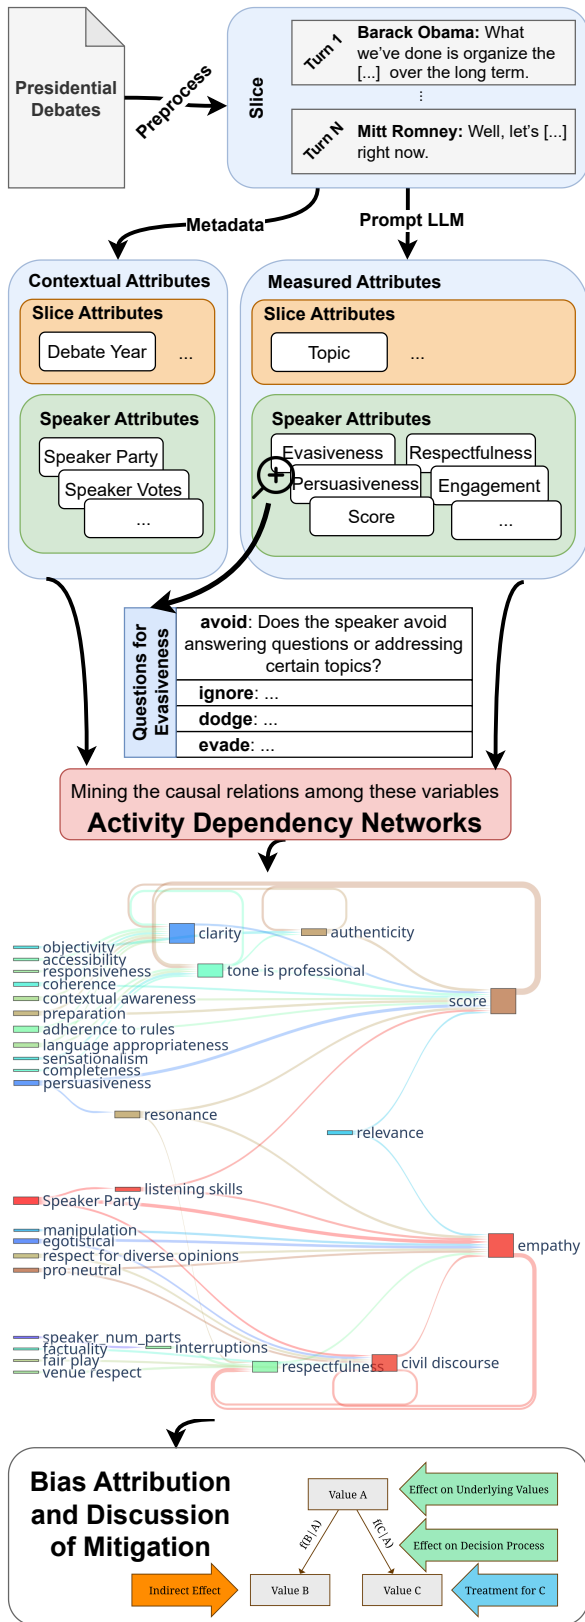 Presidential
Debates
Preprocess
Slice
Turn 1
Barack Obama: What
we've done is organize the
[...] over the long term.
...
Turn N
Mitt Romney: Well, let's [...]
right now.
Metadata
Prompt LLM
Contextual Attributes
Slice Attributes
Debate Year
...
Speaker Attributes
Speaker Party
Speaker Votes
...
Measured Attributes
Slice Attributes
Topic
...
Speaker Attributes
Evasiveness
Respectfulness
Persuasiveness
Engagement
Score
...
Questions for
Evasiveness
avoid: Does the speaker avoid
answering questions or addressing
certain topics?
ignore: ...
dodge: ...
evade: ...
Mining the causal relations among these variables
Activity Dependency Networks
clarity
authenticity
objectivity
accessibility
responsiveness
tone is professional
coherence
contextual awareness
score
preparation
adherence to rules
language appropriateness
sensationalism
completeness
persuasiveness
resonance
relevance
listening skills
Speaker Party
manipulation
egotistical
empathy
respect for diverse opinions
pro neutral
speaker_num_parts
factuality
interruptions
fair play
respectfulness
civil discourse
venue respect
Bias Attribution
and Discussion
of Mitigation
Value A
Effect on Underlying Values
f(B|A)
f(C|A)
Effect on Decision Process
Indirect Effect
Value B
Value C
Treatment for C